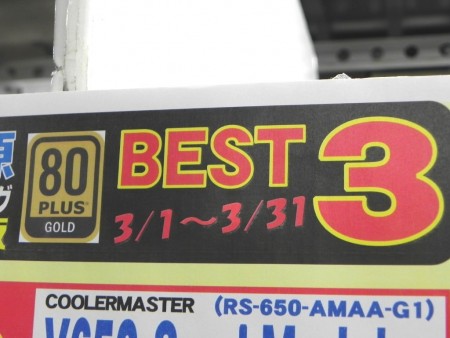 BEST 3
3/1～3/31
80
PLUS
GOLD
COOLERMASTER (RS-650-AMAA-G1)